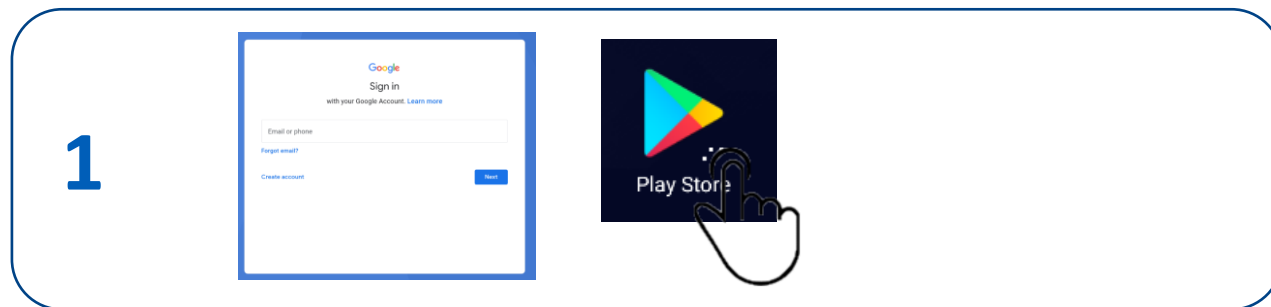 1
Google
Sign in
with your Google Account. Learn more
Email or phone
Forgot email?
Create account
Next
Play Store